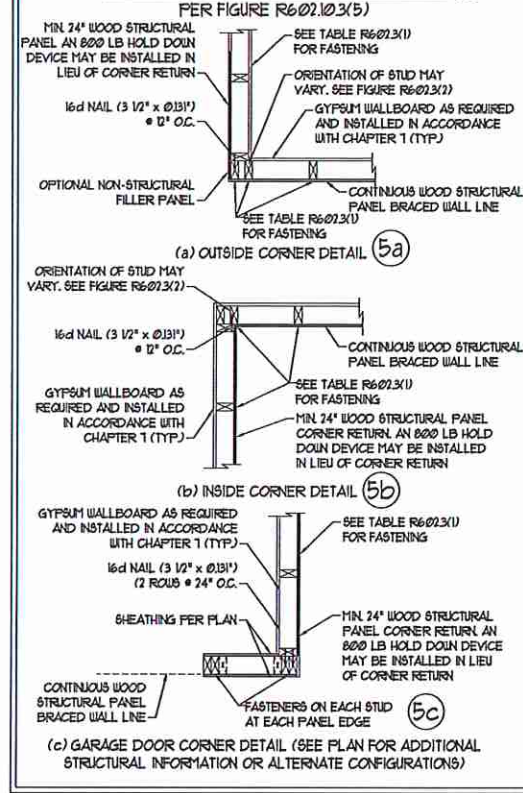 PER FIGURE R602.10.3(5)
MIN. 24" WOOD STRUCTURAL
PANEL AN 800 LB HOLD DOWN
DEVICE MAY BE INSTALLED IN
LIEU OF CORNER RETURN
SEE TABLE R602.3(1)
FOR FASTENING
16d NAIL (3 1/2" x 0.131")
@ 12" O.C.
ORIENTATION OF STUD MAY
VARY. SEE FIGURE R602.3(2)
GYPSUM WALLBOARD AS REQUIRED
AND INSTALLED IN ACCORDANCE
WITH CHAPTER 7 (TYP.)
OPTIONAL NON-STRUCTURAL
FILLER PANEL
CONTINUOUS WOOD STRUCTURAL
PANEL BRACED WALL LINE
SEE TABLE R602.3(1)
FOR FASTENING
(a) OUTSIDE CORNER DETAIL 5a
ORIENTATION OF STUD MAY
VARY. SEE FIGURE R602.3(2)
16d NAIL (3 1/2" x 0.131")
@ 12" O.C.
CONTINUOUS WOOD STRUCTURAL
PANEL BRACED WALL LINE
GYPSUM WALLBOARD AS
REQUIRED AND INSTALLED
IN ACCORDANCE WITH
CHAPTER 7 (TYP.)
SEE TABLE R602.3(1)
FOR FASTENING
MIN. 24" WOOD STRUCTURAL PANEL
CORNER RETURN. AN 800 LB HOLD
DOWN DEVICE MAY BE INSTALLED
IN LIEU OF CORNER RETURN
(b) INSIDE CORNER DETAIL 5b
GYPSUM WALLBOARD AS REQUIRED
AND INSTALLED IN ACCORDANCE
WITH CHAPTER 7 (TYP.)
SEE TABLE R602.3(1)
FOR FASTENING
16d NAIL (3 1/2" x 0.131")
(2 ROWS @ 24" O.C.
SHEATHING PER PLAN
MIN. 24" WOOD STRUCTURAL
PANEL CORNER RETURN. AN
800 LB HOLD DOWN DEVICE
MAY BE INSTALLED IN LIEU
OF CORNER RETURN
CONTINUOUS WOOD
STRUCTURAL PANEL
BRACED WALL LINE
FASTENERS ON EACH STUD
AT EACH PANEL EDGE
5c
(c) GARAGE DOOR CORNER DETAIL (SEE PLAN FOR ADDITIONAL
STRUCTURAL INFORMATION OR ALTERNATE CONFIGURATIONS)